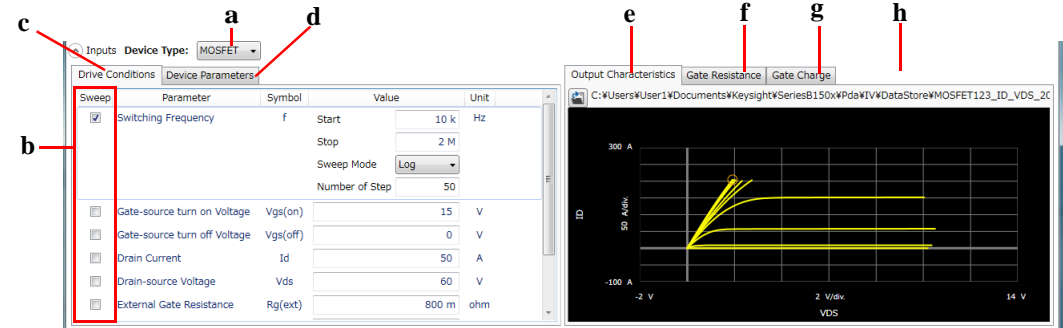 c a d e f g h
Inputs Device Type: MOSFET
Drive Conditions Device Parameters
Sweep Parameter Symbol Value Unit
Switching Frequency f Start 10 k Hz
Stop 2 M
Sweep Mode Log
Number of Step 50
b
Gate-source turn on Voltage Vgs(on) 15 V
Gate-source turn off Voltage Vgs(off) 0 V
Drain Current Id 50 A
Drain-source Voltage Vds 60 V
External Gate Resistance Rg(ext) 800 m ohm
Output Characteristics Gate Resistance Gate Charge
C:¥Users¥User1¥Documents¥Keysight¥SeriesB150x¥Pda¥IV¥DataStore¥MOSFET123_ID_VDS_20
300 A
ID
50 A/div.
-100 A
-2 V 2 V/div. 14 V
VDS